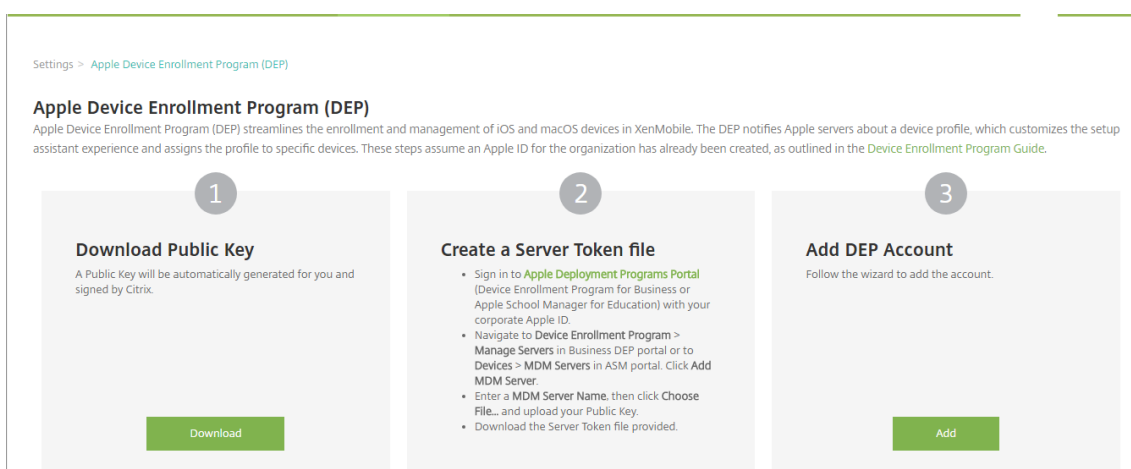 Settings > Apple Device Enrollment Program (DEP)
Apple Device Enrollment Program (DEP)
Apple Device Enrollment Program (DEP) streamlines the enrollment and management of iOS and macOS devices in XenMobile. The DEP notifies Apple servers about a device profile, which customizes the setup
assistant experience and assigns the profile to specific devices. These steps assume an Apple ID for the organization has already been created, as outlined in the Device Enrollment Program Guide.
1
Download Public Key
A Public Key will be automatically generated for you and
signed by Citrix.
Download
2
Create a Server Token file
• Sign in to Apple Deployment Programs Portal
(Device Enrollment Program for Business or
Apple School Manager for Education) with your
corporate Apple ID.
• Navigate to Device Enrollment Program >
Manage Servers in Business DEP portal or to
Devices > MDM Servers in ASM portal. Click Add
MDM Server.
• Enter a MDM Server Name, then click Choose
File... and upload your Public Key.
• Download the Server Token file provided.
3
Add DEP Account
Follow the wizard to add the account.
Add